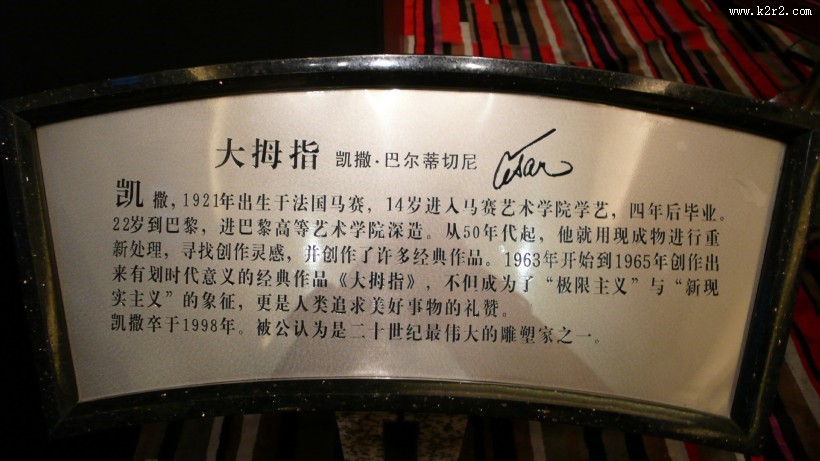 www.k2r2.com
大拇指 凯撒·巴尔蒂切尼 César
凯撒，1921年出生于法国马赛，14岁进入马赛艺术学院学艺，四年后毕业。
22岁到巴黎，进巴黎高等艺术学院深造。从50年代起，他就用现成物进行重
新处理，寻找创作灵感，并创作了许多经典作品。1963年开始到1965年创作出
来有划时代意义的经典作品《大拇指》，不但成为了“极限主义”与“新现
实主义”的象征，更是人类追求美好事物的礼赞。
凯撒卒于1998年。被公认为是二十世纪最伟大的雕塑家之一。